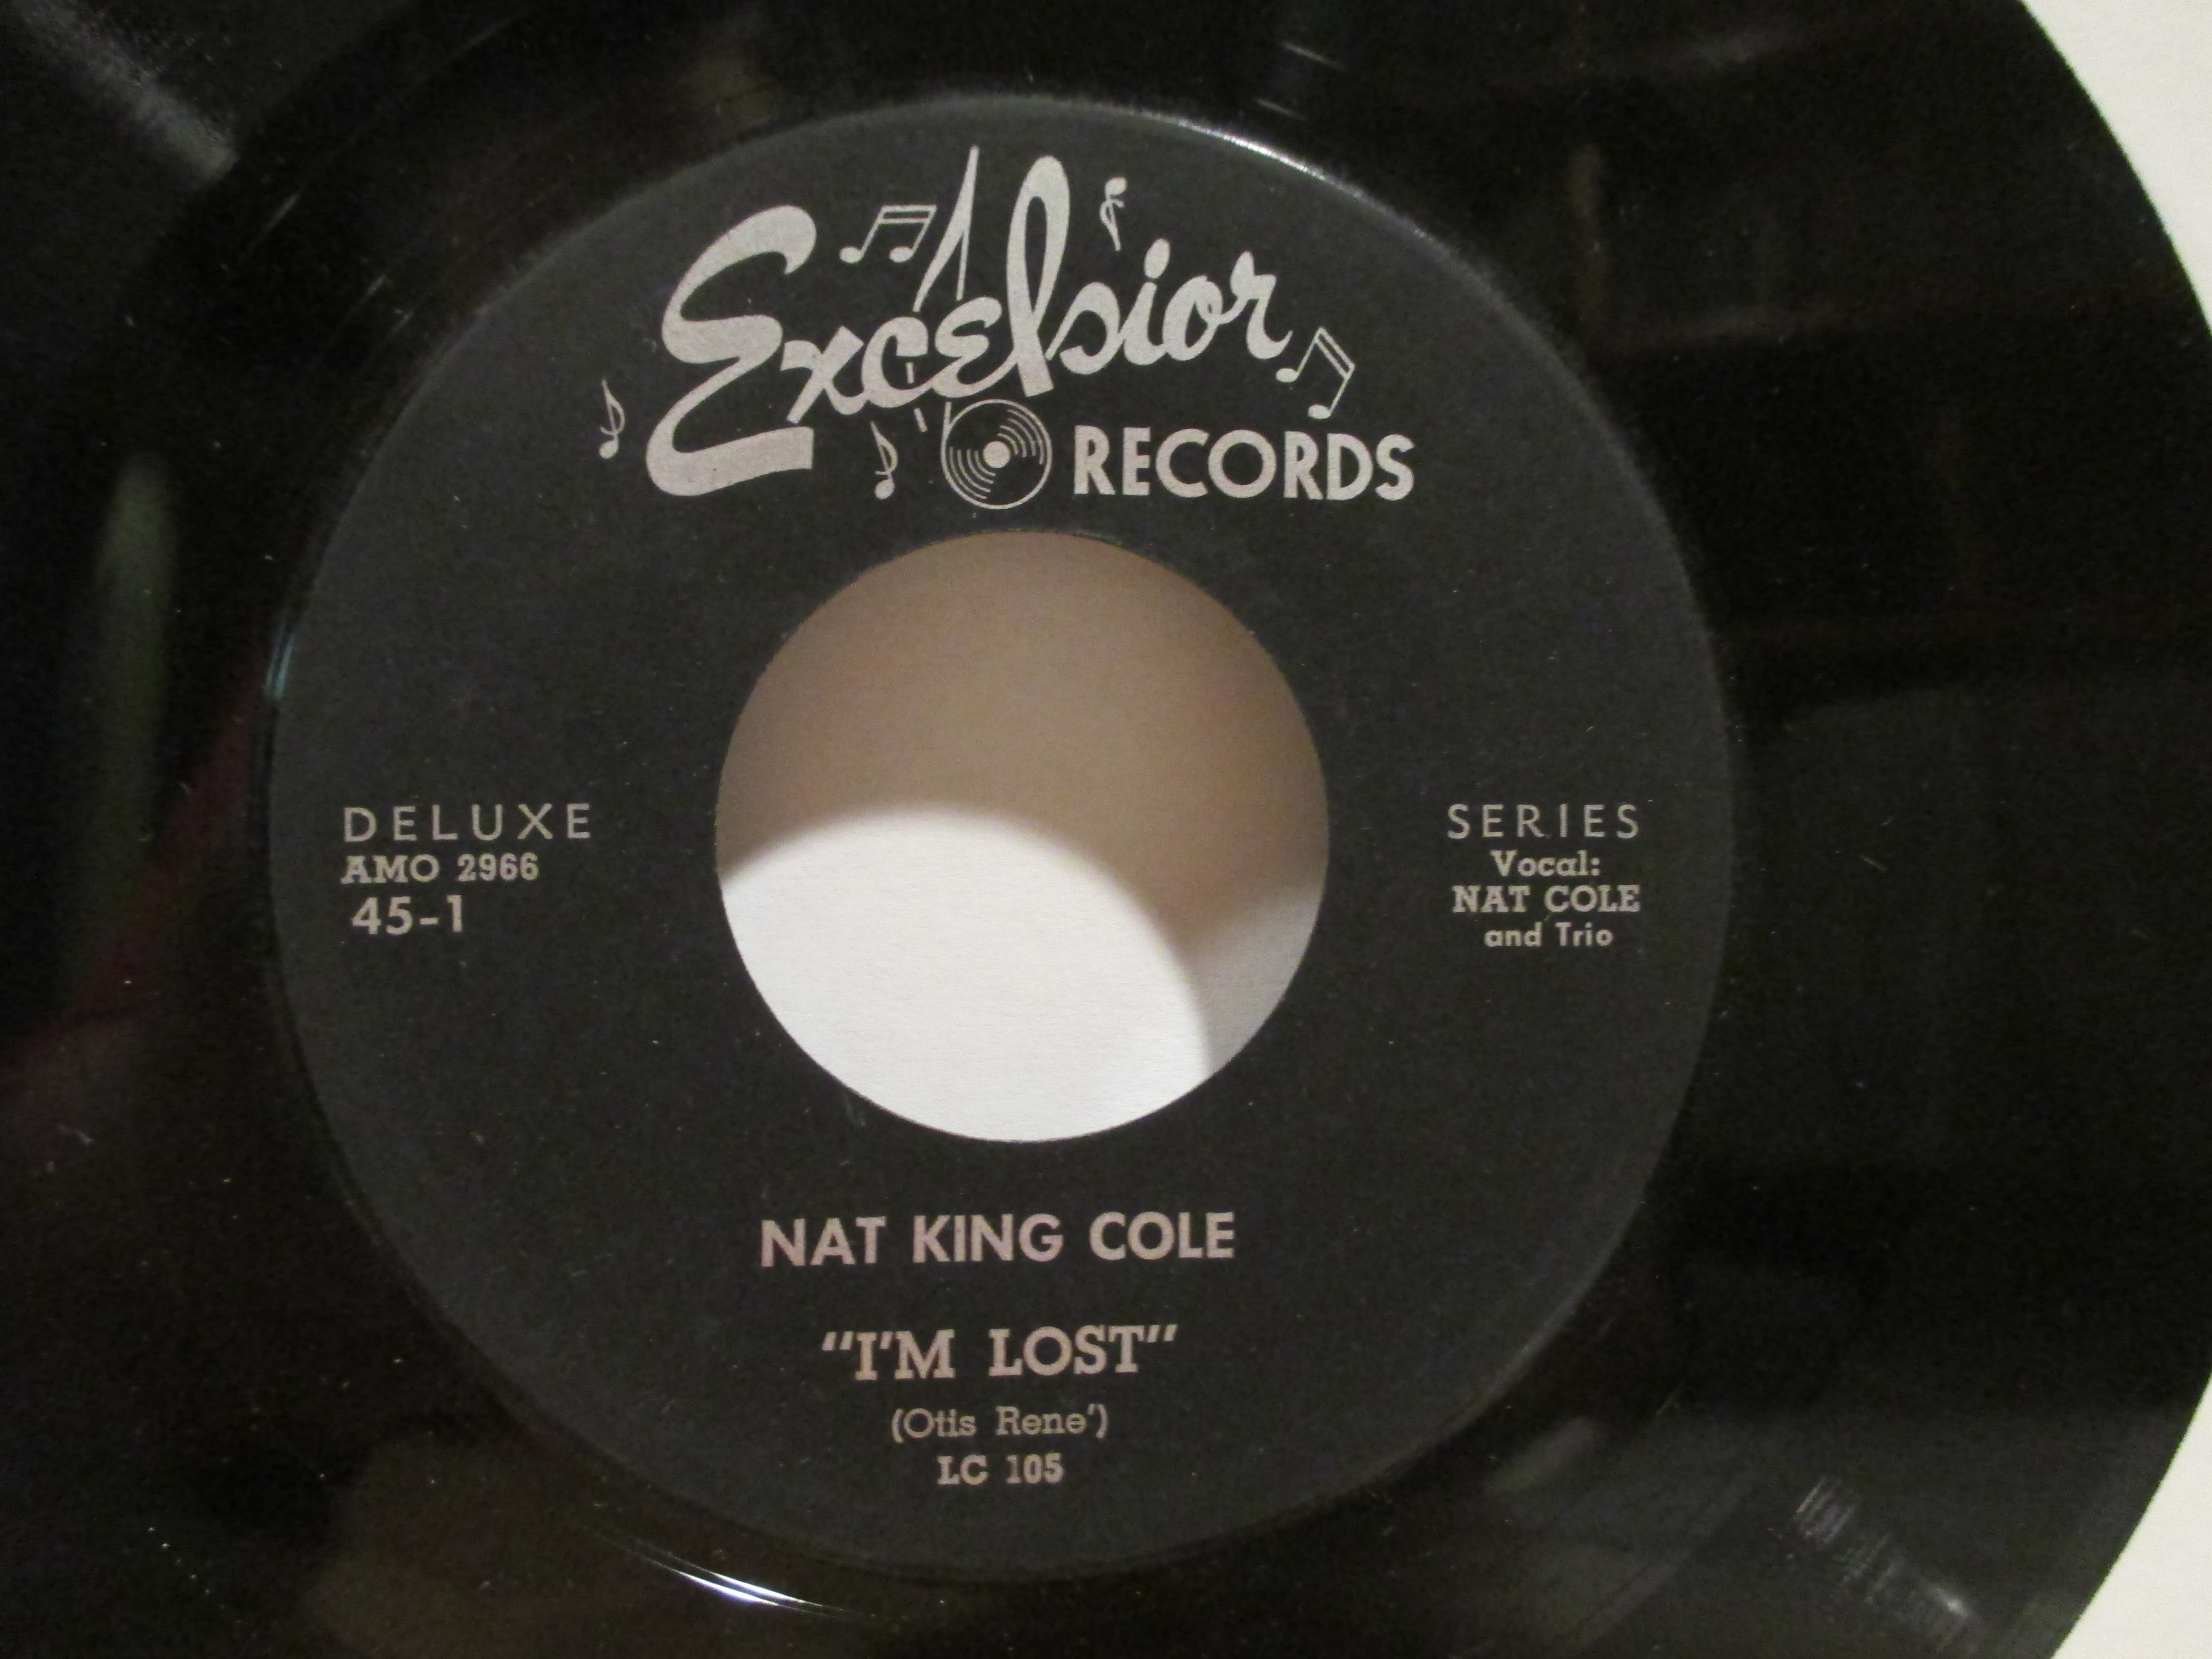 Excelsior
RECORDS
DELUXE
AMO 2966
45-1
SERIES
Vocal:
NAT COLE
and Trio
NAT KING COLE
"I'M LOST"
(Otis Rene')
LC 105